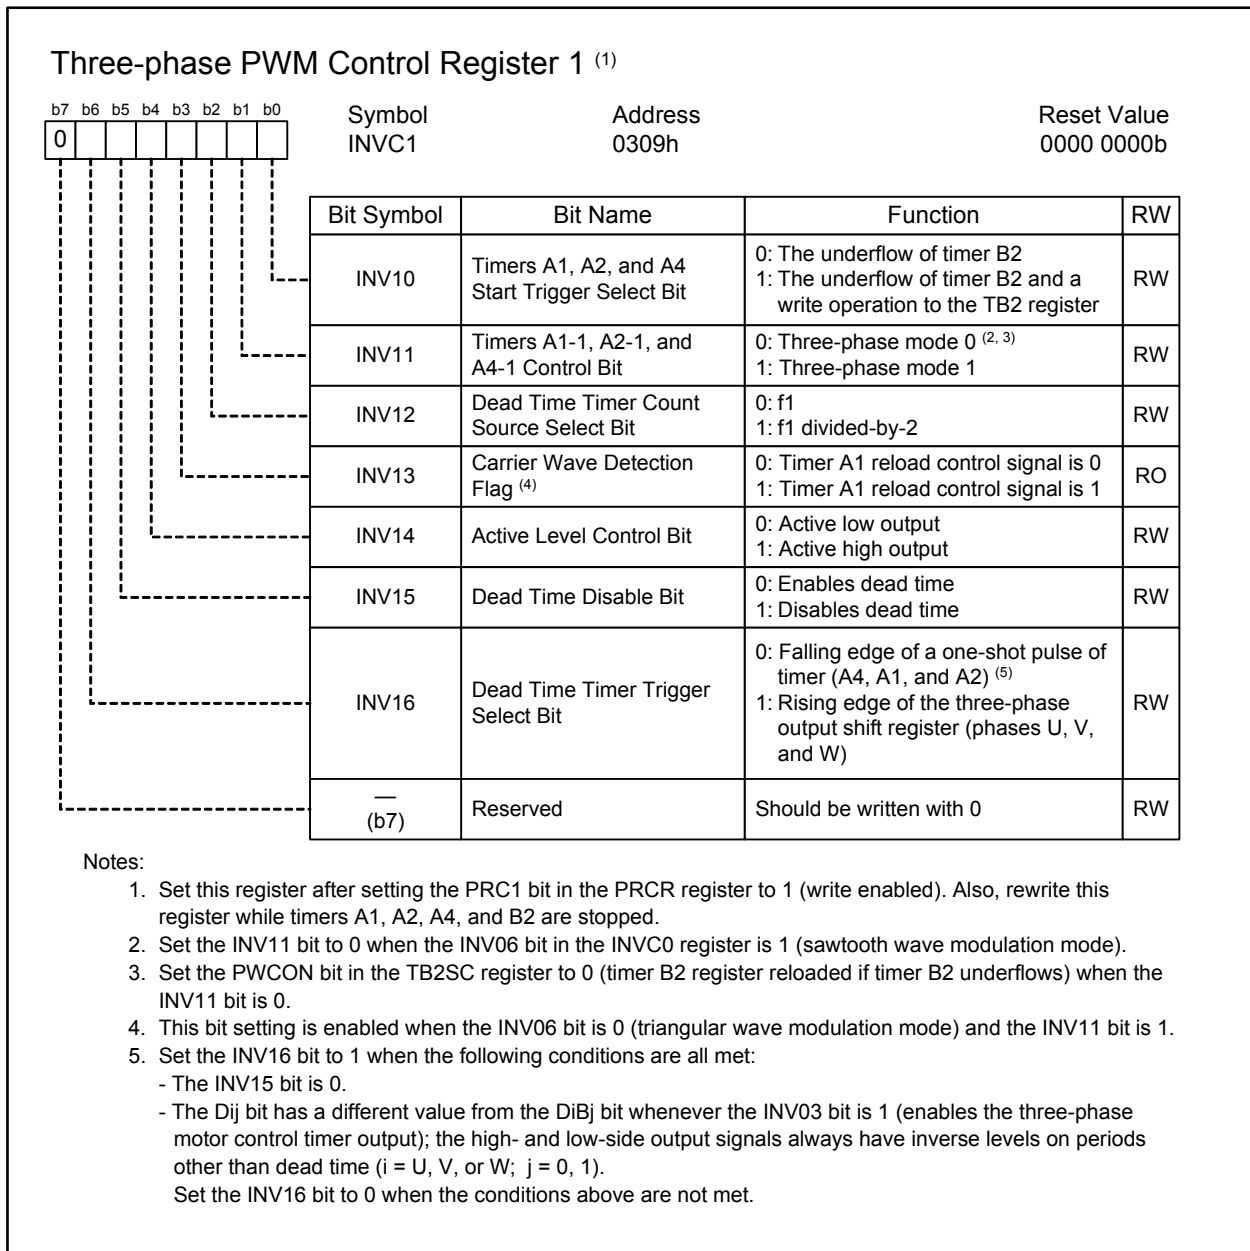 Three-phase PWM Control Register 1 (1)
b7 b6 b5 b4 b3 b2 b1 b0
0
Symbol Address Reset Value
INVC1 0309h 0000 0000b
Bit Symbol Bit Name Function RW
INV10
Timers A1, A2, and A4
Start Trigger Select Bit
0: The underflow of timer B2
1: The underflow of timer B2 and a
write operation to the TB2 register
RW
INV11
Timers A1-1, A2-1, and
A4-1 Control Bit
0: Three-phase mode 0 (2, 3)
1: Three-phase mode 1
RW
INV12
Dead Time Timer Count
Source Select Bit
0: f1
1: f1 divided-by-2
RW
INV13
Carrier Wave Detection
Flag (4)
0: Timer A1 reload control signal is 0
1: Timer A1 reload control signal is 1
RO
INV14
Active Level Control Bit
0: Active low output
1: Active high output
RW
INV15
Dead Time Disable Bit
0: Enables dead time
1: Disables dead time
RW
INV16
Dead Time Timer Trigger
Select Bit
0: Falling edge of a one-shot pulse of
timer (A4, A1, and A2) (5)
1: Rising edge of the three-phase
output shift register (phases U, V,
and W)
RW
—
(b7)
Reserved
Should be written with 0
RW
Notes:
1. Set this register after setting the PRC1 bit in the PRCR register to 1 (write enabled). Also, rewrite this
register while timers A1, A2, A4, and B2 are stopped.
2. Set the INV11 bit to 0 when the INV06 bit in the INVC0 register is 1 (sawtooth wave modulation mode).
3. Set the PWCON bit in the TB2SC register to 0 (timer B2 register reloaded if timer B2 underflows) when the
INV11 bit is 0.
4. This bit setting is enabled when the INV06 bit is 0 (triangular wave modulation mode) and the INV11 bit is 1.
5. Set the INV16 bit to 1 when the following conditions are all met:
- The INV15 bit is 0.
- The Dij bit has a different value from the DiBj bit whenever the INV03 bit is 1 (enables the three-phase
motor control timer output); the high- and low-side output signals always have inverse levels on periods
other than dead time (i = U, V, or W; j = 0, 1).
Set the INV16 bit to 0 when the conditions above are not met.